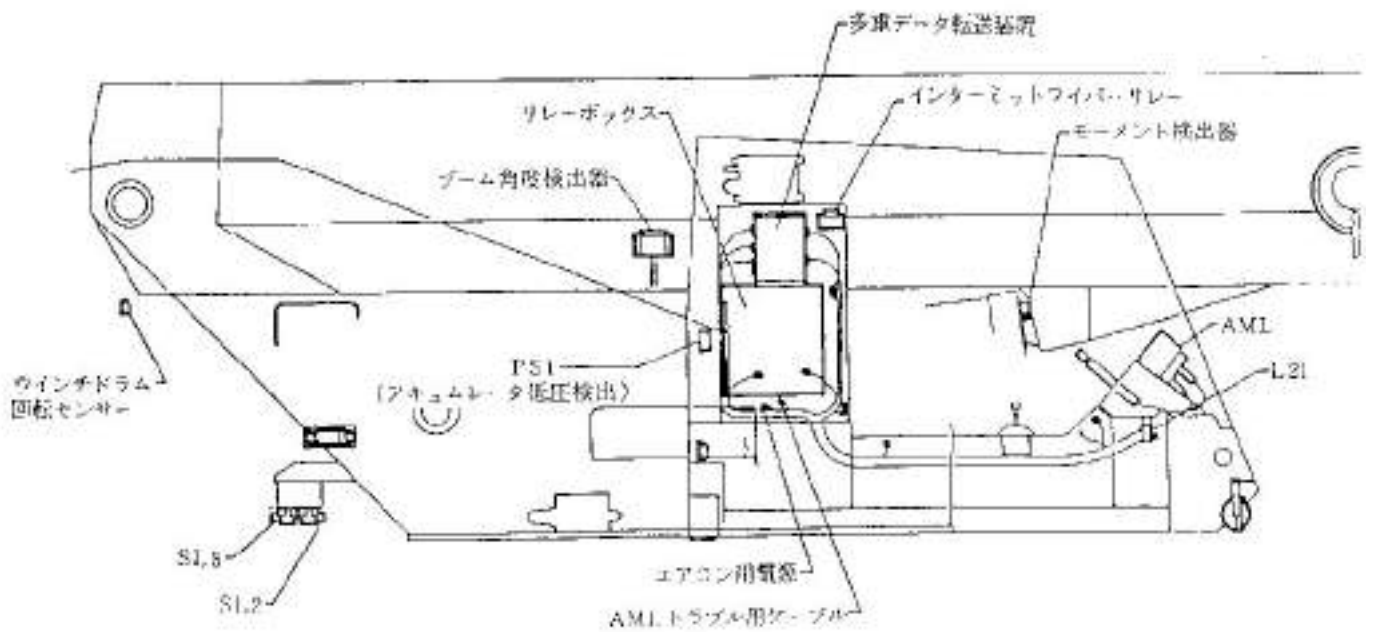 多重データ転送装置
リレーボックス
インターミットワイパーリレー
モーメント検出器
ブーム角度検出器
AML
PS1
(アキュムレータ低圧検出)
L21
ウインチドラム
回転センサー
SL8
SL2
エアコン用電源
AMLトラブル用ケーブル